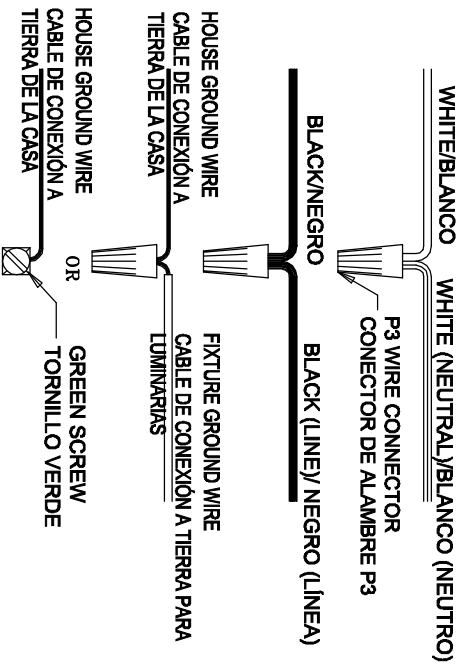 WHITE/BLANCO
WHITE (NEUTRAL)/BLANCO (NEUTRO)
P3 WIRE CONNECTOR
CONECTOR DE ALAMBRE P3
BLACK/NEGRO
BLACK (LINE)/ NEGRO (LÍNEA)
HOUSE GROUND WIRE
CABLE DE CONEXIÓN A
TIERRA DE LA CASA
FIXTURE GROUND WIRE
CABLE DE CONEXIÓN A TIERRA PARA
LUMINARIAS
OR
HOUSE GROUND WIRE
CABLE DE CONEXIÓN A
TIERRA DE LA CASA
GREEN SCREW
TORNILLO VERDE